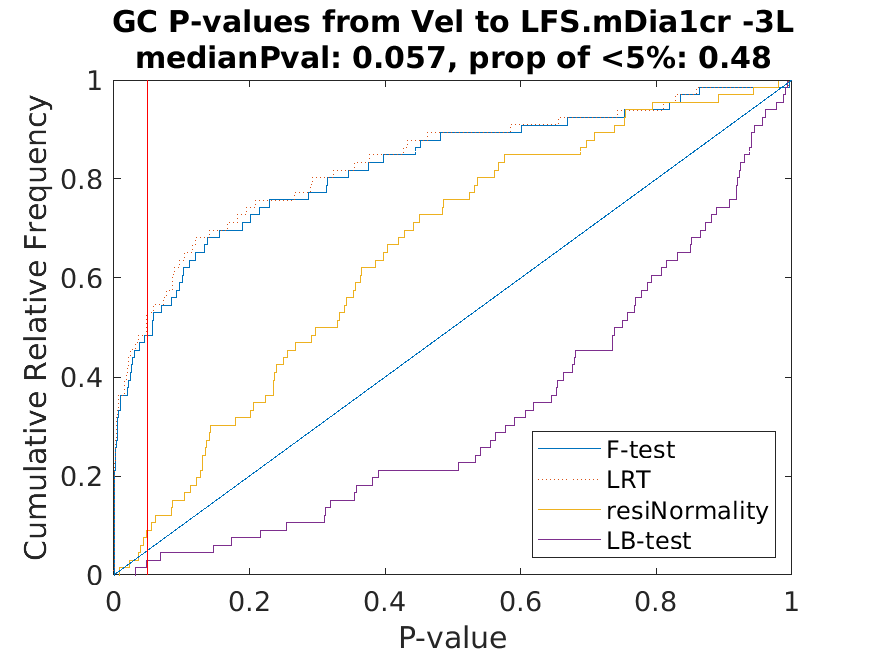 GC P-values from Vel to LFS.mDia1cr -3L
medianPval: 0.057, prop of <5%: 0.48
Cumulative Relative Frequency
1
0.8
0.6
0.4
0.2
0
0
0.2
0.4
0.6
0.8
1
P-value
F-test
LRT
resiNormality
LB-test